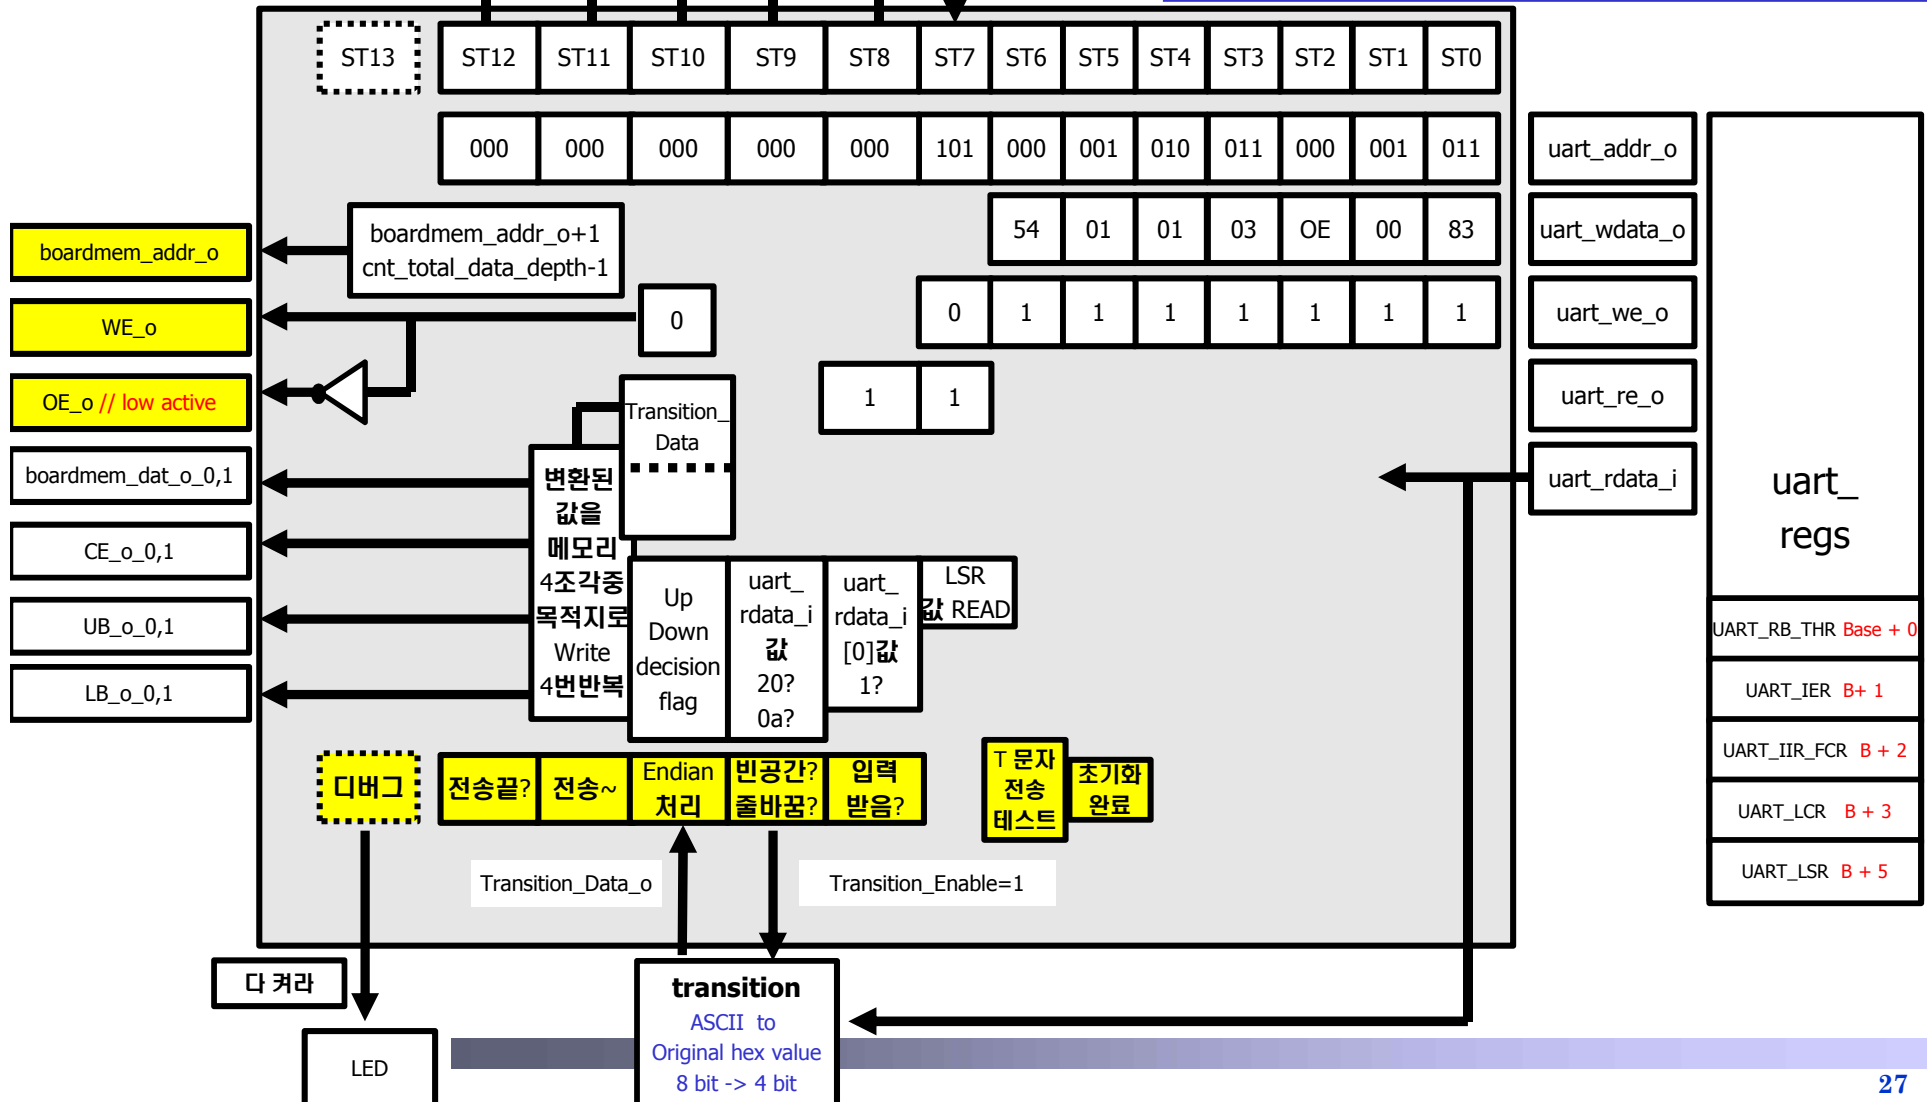 ST13 ST12 ST11 ST10 ST9 ST8 ST7 ST6 ST5 ST4 ST3 ST2 ST1 ST0
000 000 000 000 000 101 000 001 010 011 000 001 011
uart_addr_o
54 01 01 03 OE 00 83
uart_wdata_o
0 1 1 1 1 1 1 1
uart_we_o
1 1
uart_re_o
uart_rdata_i
boardmem_addr_o
boardmem_addr_o+1
cnt_total_data_depth-1
WE_o
0
OE_o // low active
boardmem_dat_o_0,1
CE_o_0,1
UB_o_0,1
LB_o_0,1
Transition_
Data
변환된
값을
메모리
4조각중
목적지로
Write
4번반복
Up
Down
decision
flag
uart_
rdata_i
값
20?
0a?
uart_
rdata_i
[0]값
1?
LSR
값 READ
uart_
regs
UART_RB_THR Base + 0
UART_IER B+ 1
UART_IIR_FCR B + 2
UART_LCR B + 3
UART_LSR B + 5
디버그
전송끝?
전송~
Endian
처리
빈공간?
줄바꿈?
입력
받음?
T 문자
전송
테스트
초기화
완료
Transition_Data_o
Transition_Enable=1
다 켜라
LED
transition
ASCII to
Original hex value
8 bit -> 4 bit
27